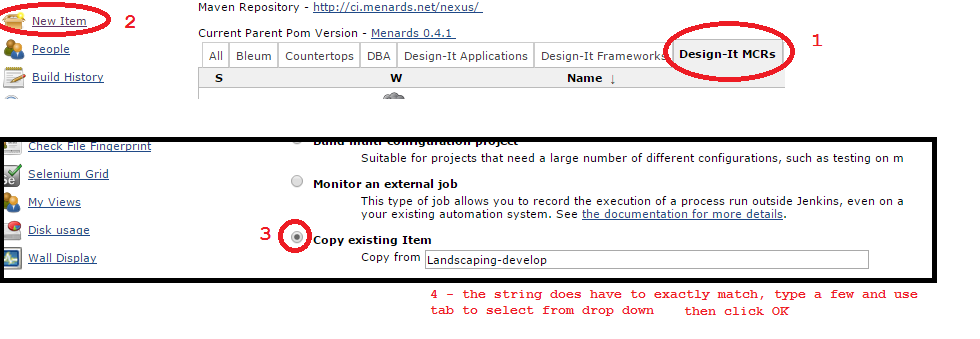 Maven Repository - http://ci.menards.net/nexus/
New Item 2
Current Parent Pom Version - Menards 0.4.1
1
People
All Bleum Countertops DBA Design-It Applications Design-It Frameworks Design-It MCRs
Build History
S W Name ↓
Build multi-configuration project
Check File Fingerprint
Suitable for projects that need a large number of different configurations, such as testing on m
Selenium Grid
Monitor an external job
My Views
This type of job allows you to record the execution of a process run outside Jenkins, even on a
your existing automation system. See the documentation for more details.
Disk usage
3
Copy existing Item
Wall Display
Copy from Landscaping-develop
4 - the string does have to exactly match, type a few and use
tab to select from drop down then click OK